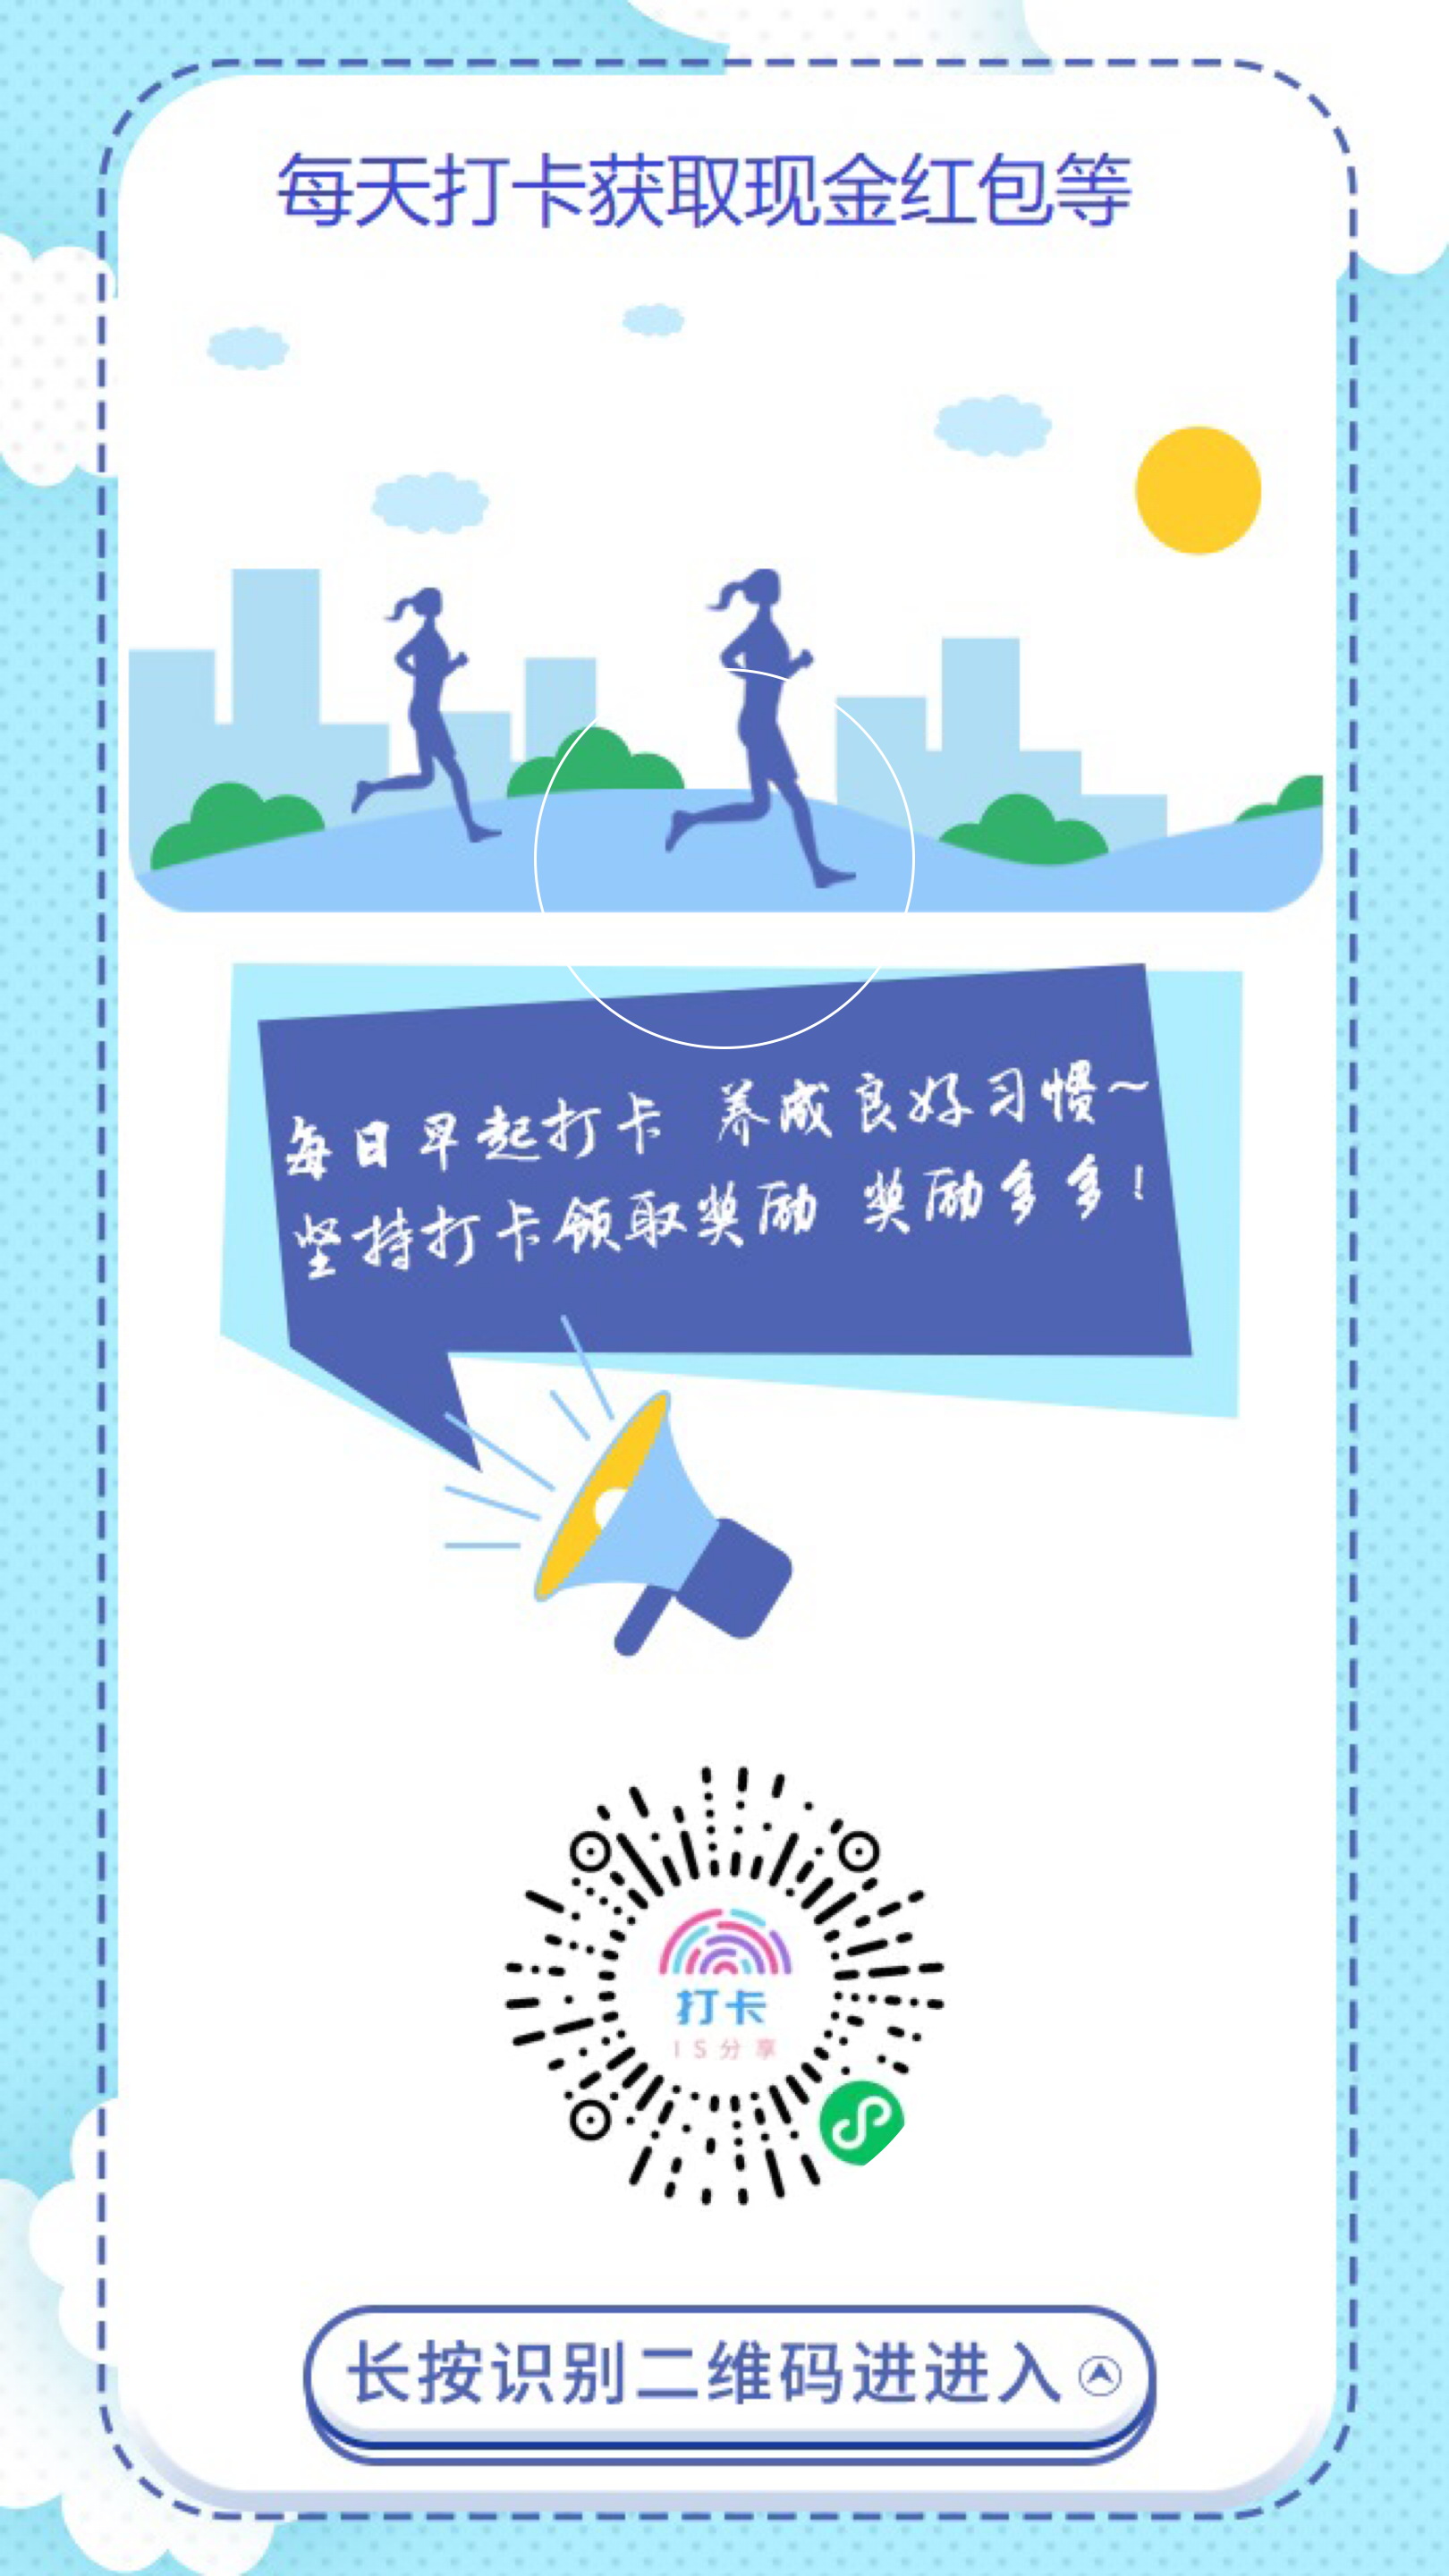 每天打卡获取现金红包等
每日早起打卡 养成良好习惯~
坚持打卡领取奖励 奖励多多！
打卡
IS分享
长按识别二维码进进入